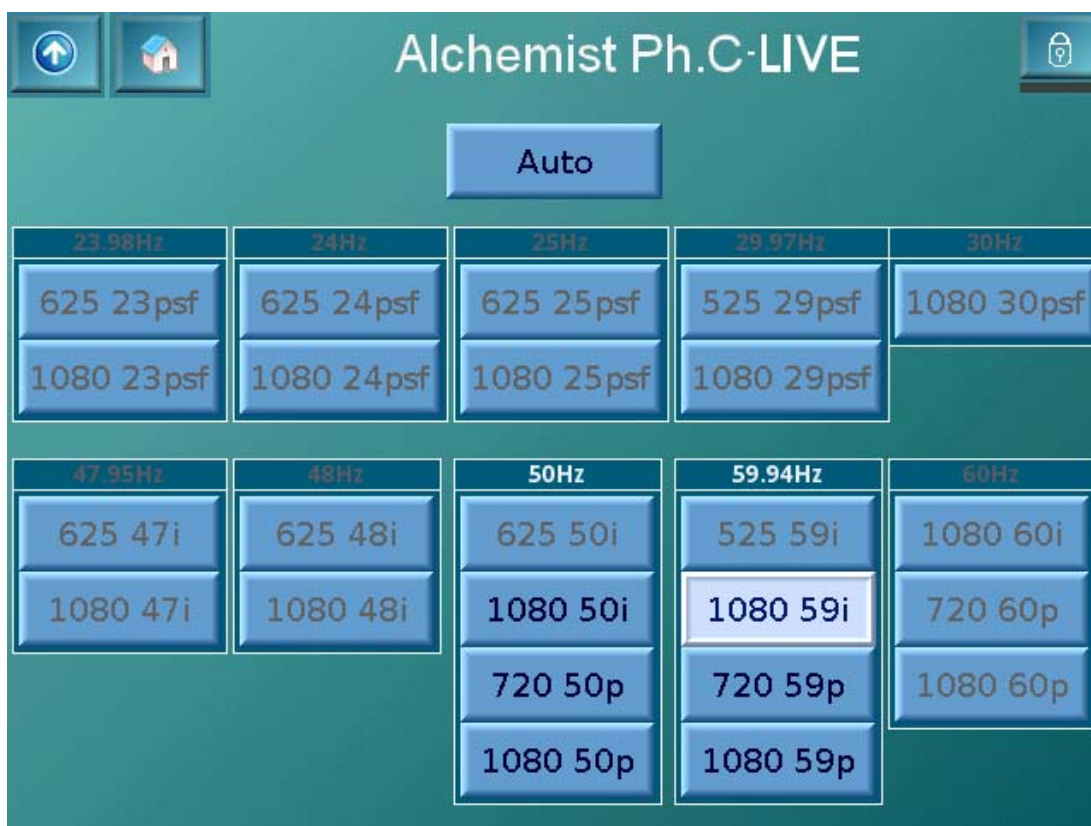 Alchemist Ph.C-LIVE
Auto
23.98Hz 24Hz 25Hz 29.97Hz 30Hz
625 23psf 625 24psf 625 25psf 525 29psf 1080 30psf
1080 23psf 1080 24psf 1080 25psf 1080 29psf
47.95Hz 48Hz 50Hz 59.94Hz 60Hz
625 47i 625 48i 625 50i 525 59i 1080 60i
1080 47i 1080 48i 1080 50i 1080 59i 720 60p
720 50p 720 59p 1080 60p
1080 50p 1080 59p